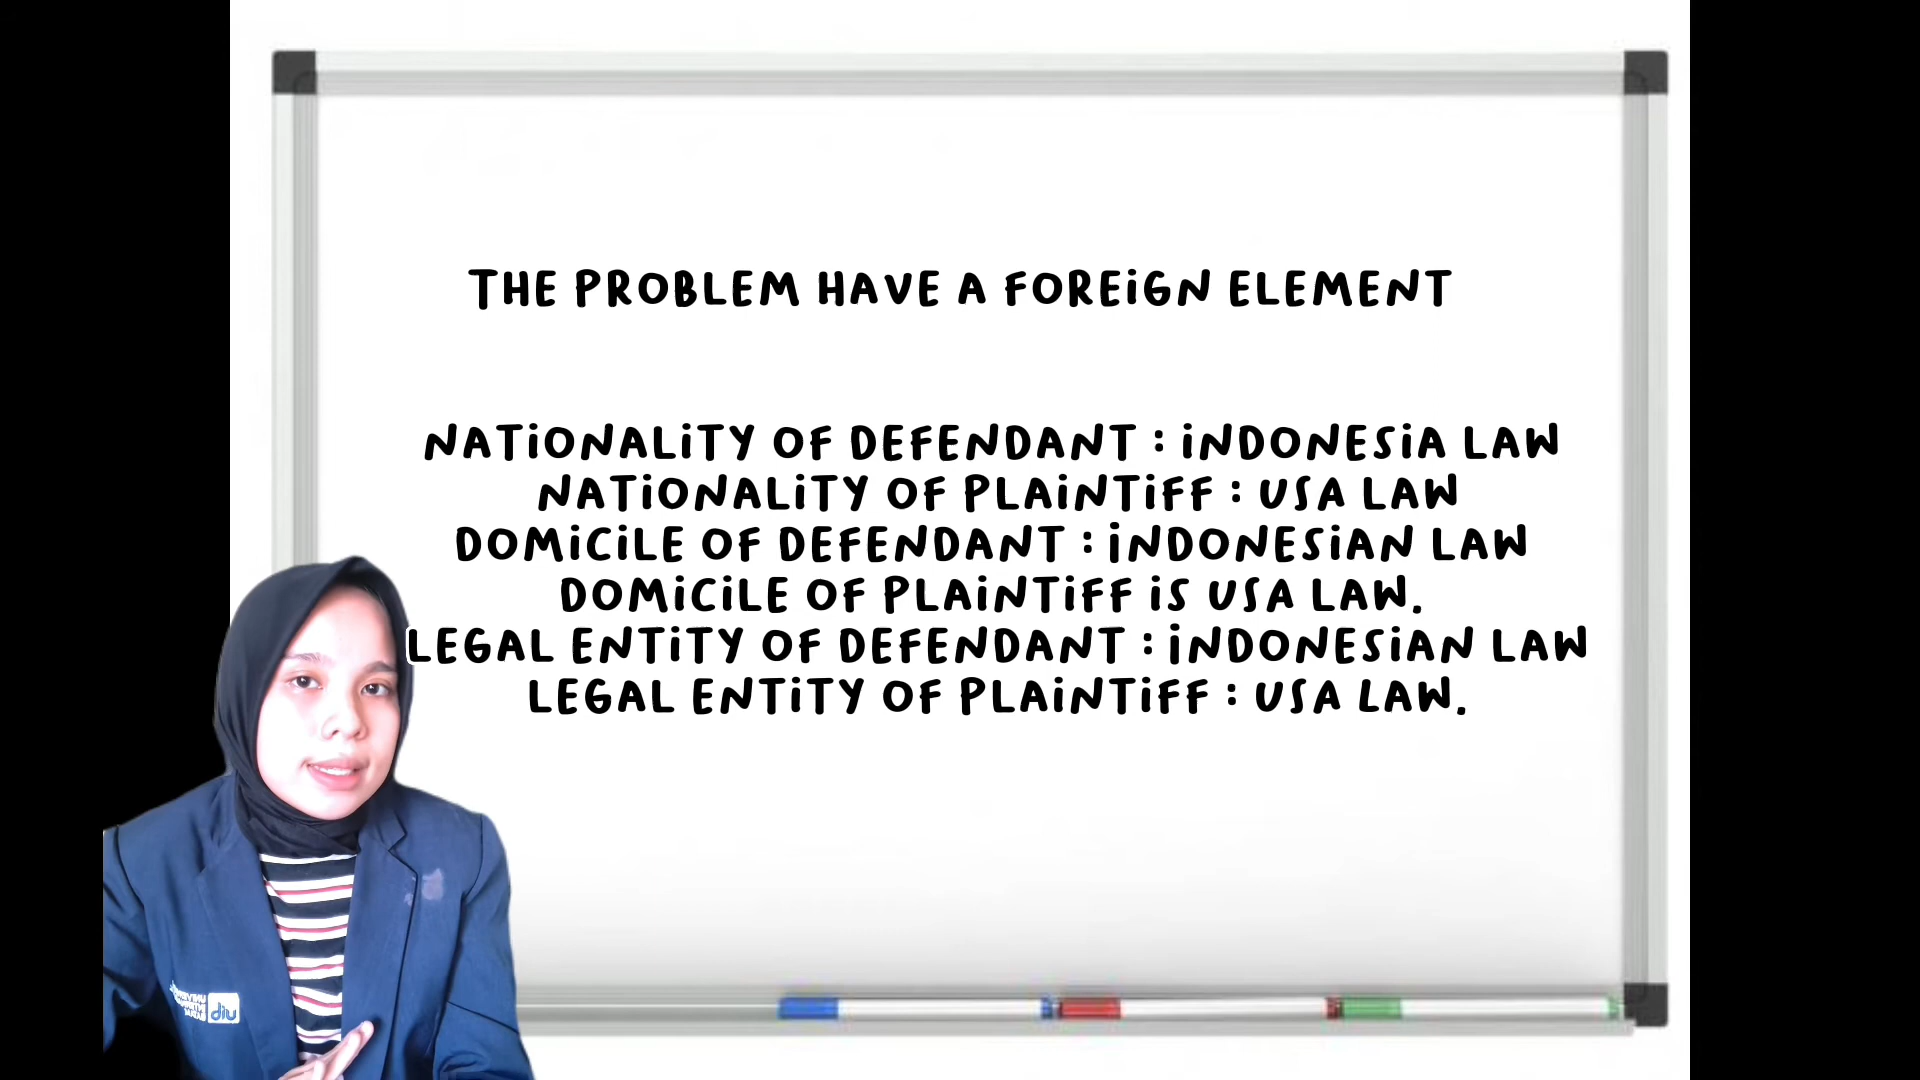 THE PROBLEM HAVE A FOREIGN ELEMENT
NATIONALITY OF DEFENDANT : INDONESIA LAW
NATIONALITY OF PLAINTIFF : USA LAW
DOMICILE OF DEFENDANT : INDONESIAN LAW
DOMICILE OF PLAINTIFF IS USA LAW.
LEGAL ENTITY OF DEFENDANT : INDONESIAN LAW
LEGAL ENTITY OF PLAINTIFF : USA LAW.